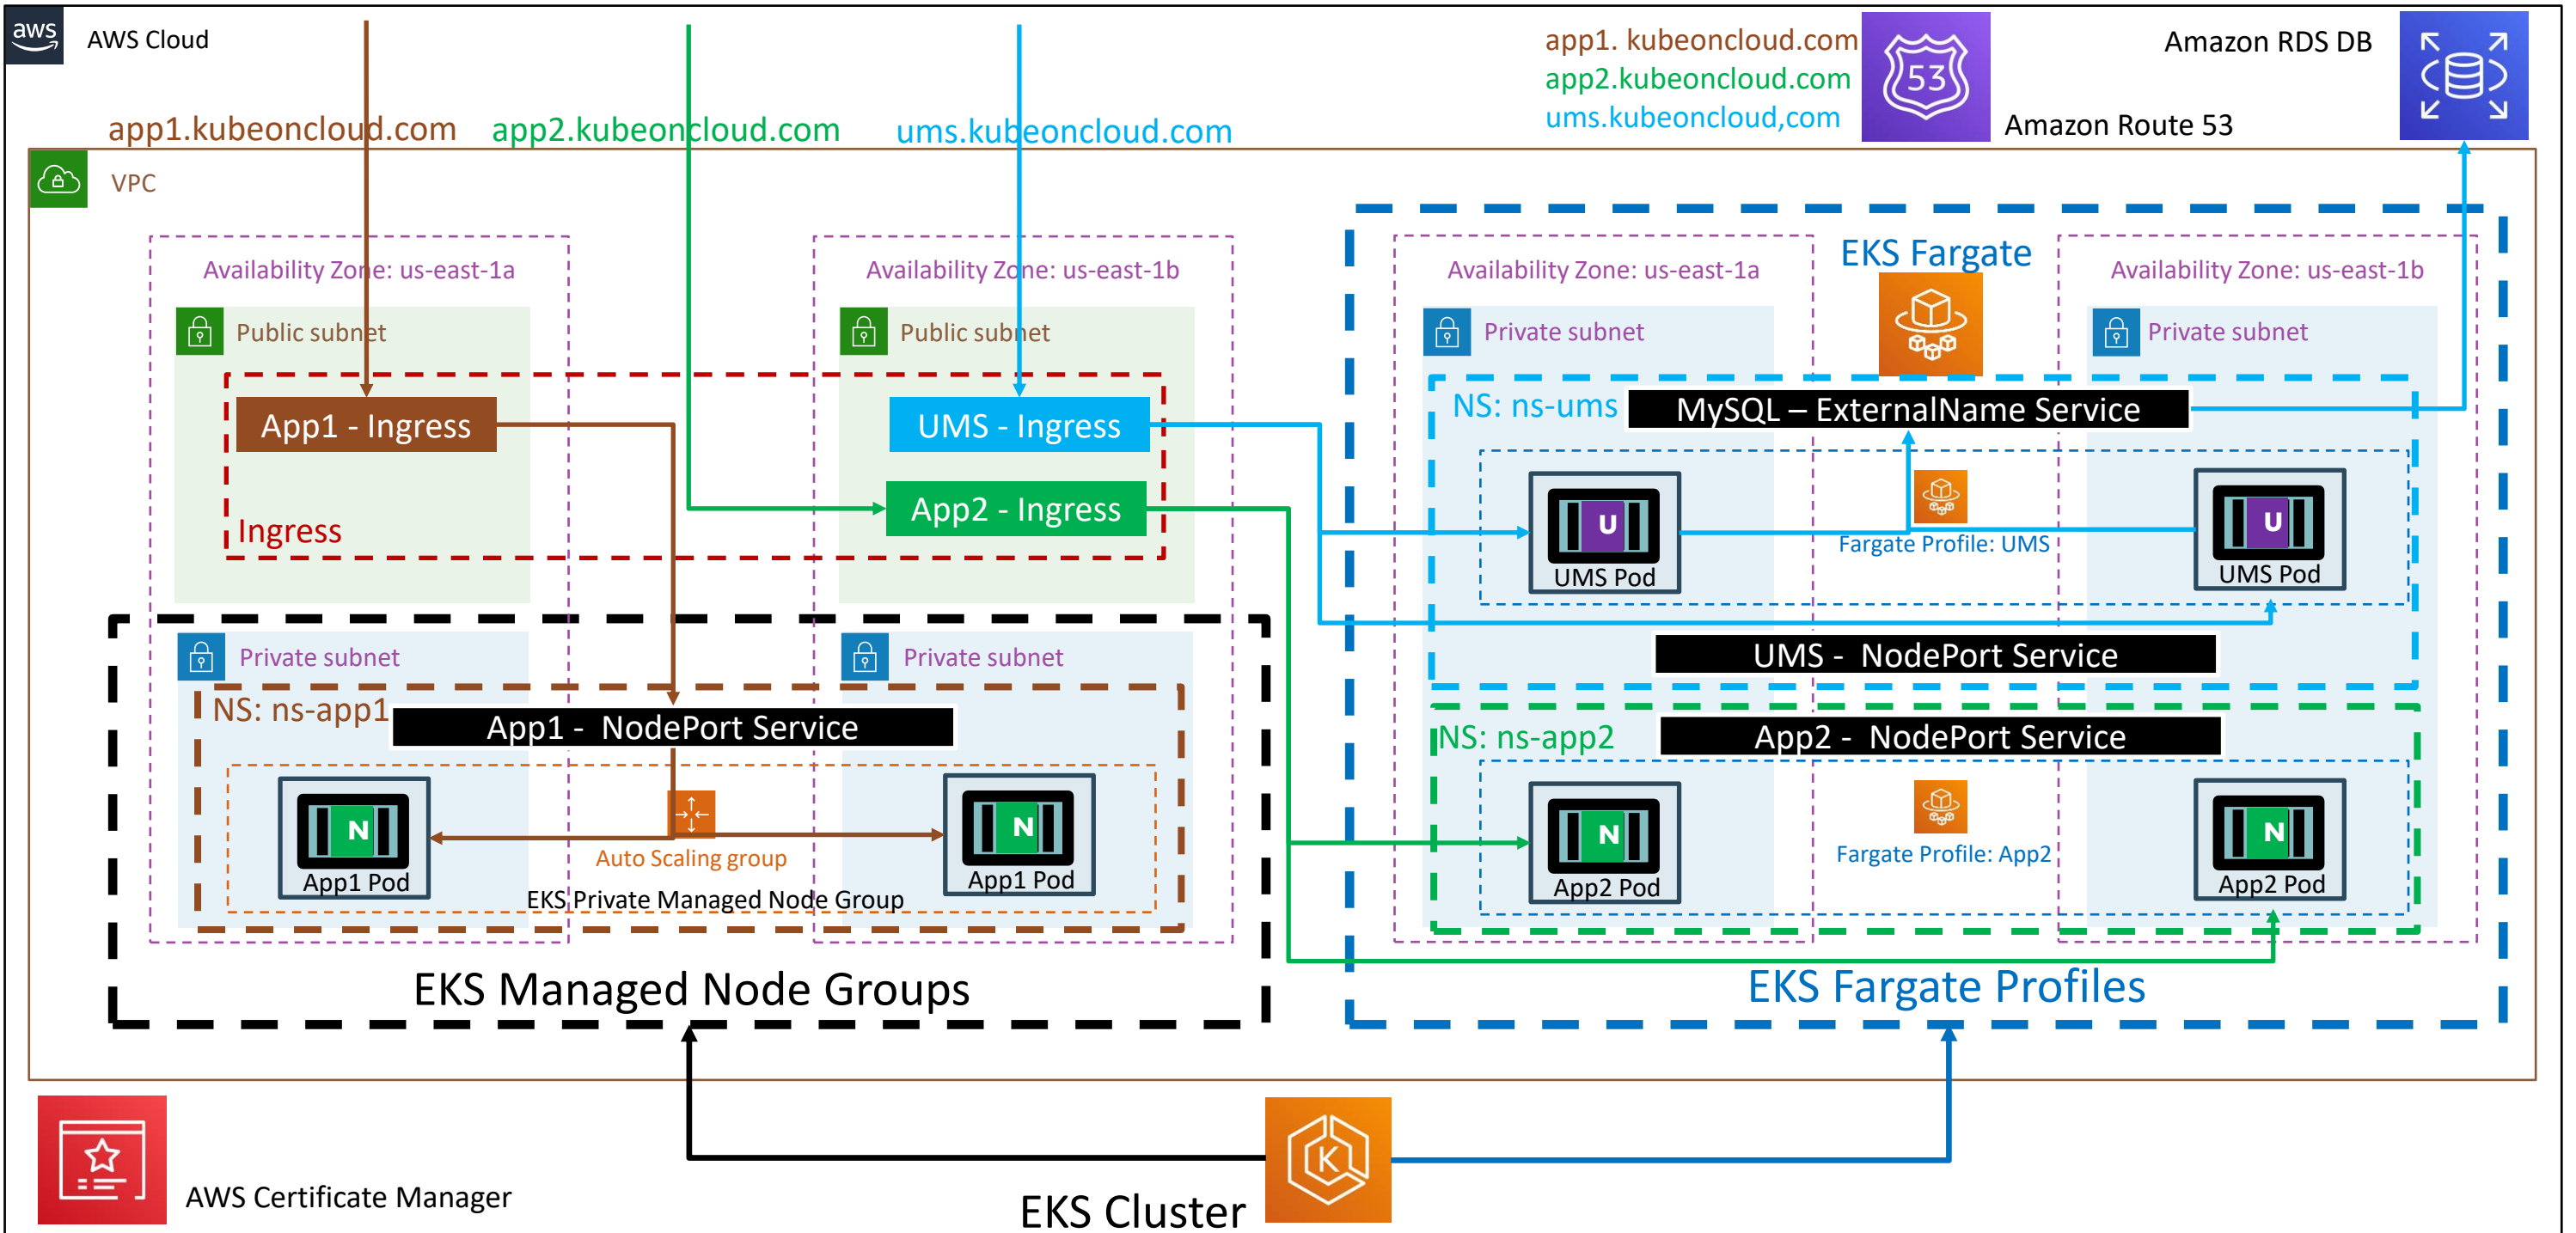 aws
AWS Cloud
app1. kubeoncloud.com
app2.kubeoncloud.com
ums.kubeoncloud,com
53
Amazon Route 53
Amazon RDS DB
app1.kubeoncloud.com
app2.kubeoncloud.com
ums.kubeoncloud.com
VPC
Availability Zone: us-east-1a
Availability Zone: us-east-1b
Public subnet
Public subnet
App1 - Ingress
UMS - Ingress
App2 - Ingress
Ingress
Private subnet
Private subnet
NS: ns-app1
App1 - NodePort Service
N
App1 Pod
Auto Scaling group
EKS Private Managed Node Group
N
App1 Pod
EKS Managed Node Groups
Availability Zone: us-east-1a
EKS Fargate
Availability Zone: us-east-1b
Private subnet
Private subnet
NS: ns-ums
MySQL – ExternalName Service
U
UMS Pod
Fargate Profile: UMS
U
UMS Pod
UMS - NodePort Service
NS: ns-app2
App2 - NodePort Service
N
App2 Pod
Fargate Profile: App2
N
App2 Pod
EKS Fargate Profiles
AWS Certificate Manager
EKS Cluster
K